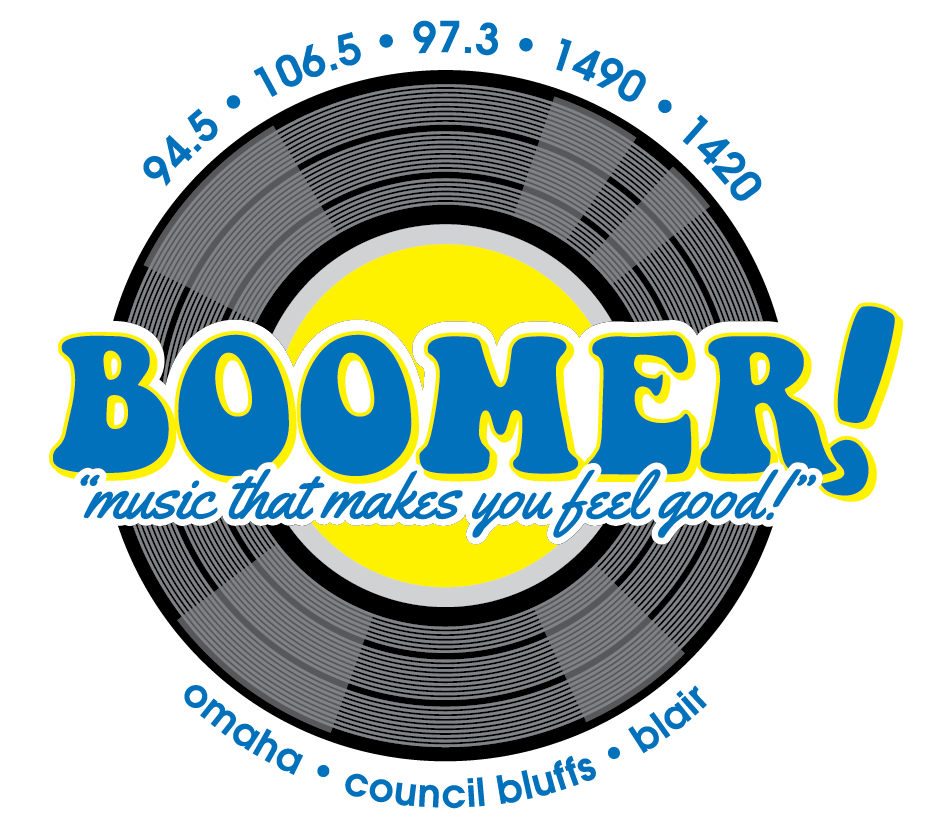 94.5 • 106.5 • 97.3 • 1490 • 1420
BOOMER!
“music that makes you feel good!”
omaha • council bluffs • blair